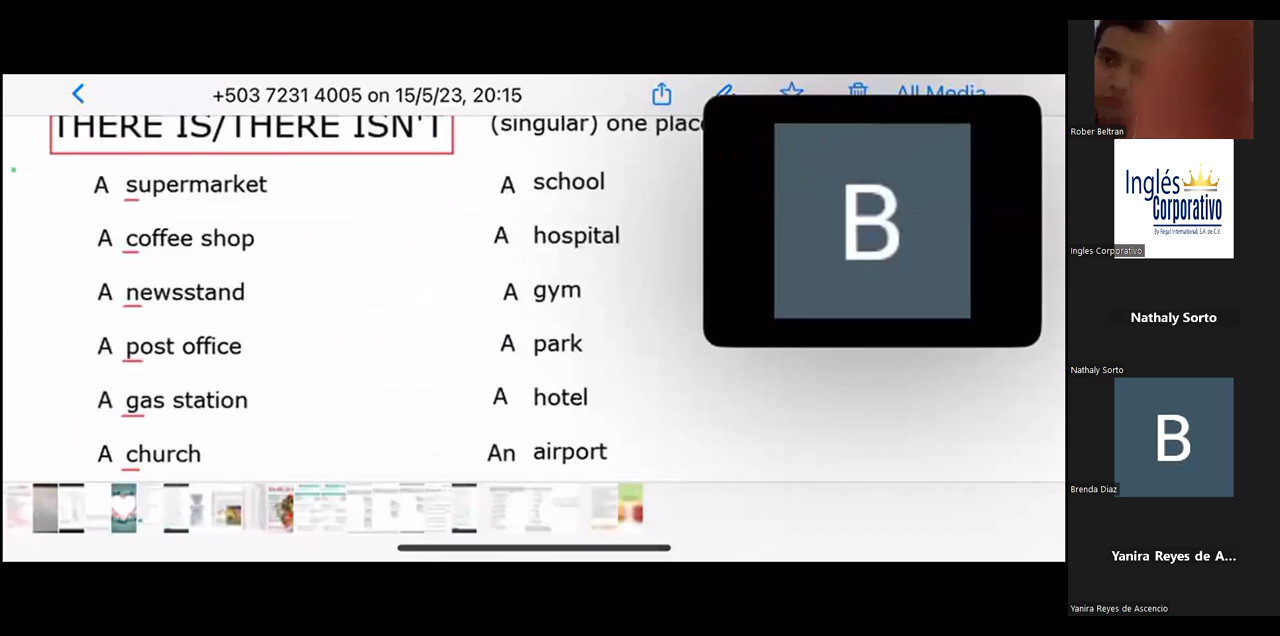 +503 7231 4005 on 15/5/23, 20:15
All Media
THERE IS/THERE ISN'T
(singular) one place
A supermarket
A school
A coffee shop
A hospital
A newsstand
A gym
A post office
A park
A gas station
A hotel
A church
An airport
B
Rober Beltran
Inglés
Corporativo
By Regal International, S.A. de C.V.
Ingles Corporativo
Nathaly Sorto
Nathaly Sorto
B
Brenda Diaz
Yanira Reyes de A...
Yanira Reyes de Ascencio